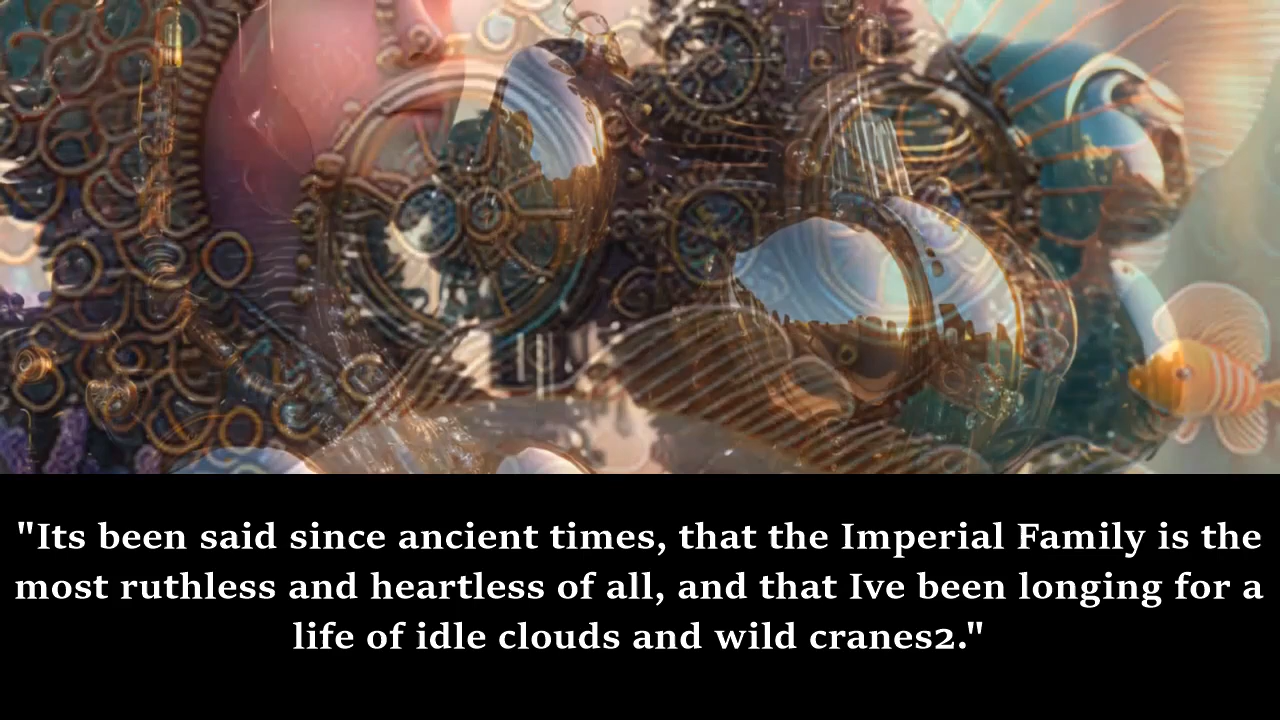 "Its been said since ancient times, that the Imperial Family is the
most ruthless and heartless of all, and that Ive been longing for a
life of idle clouds and wild cranes2."